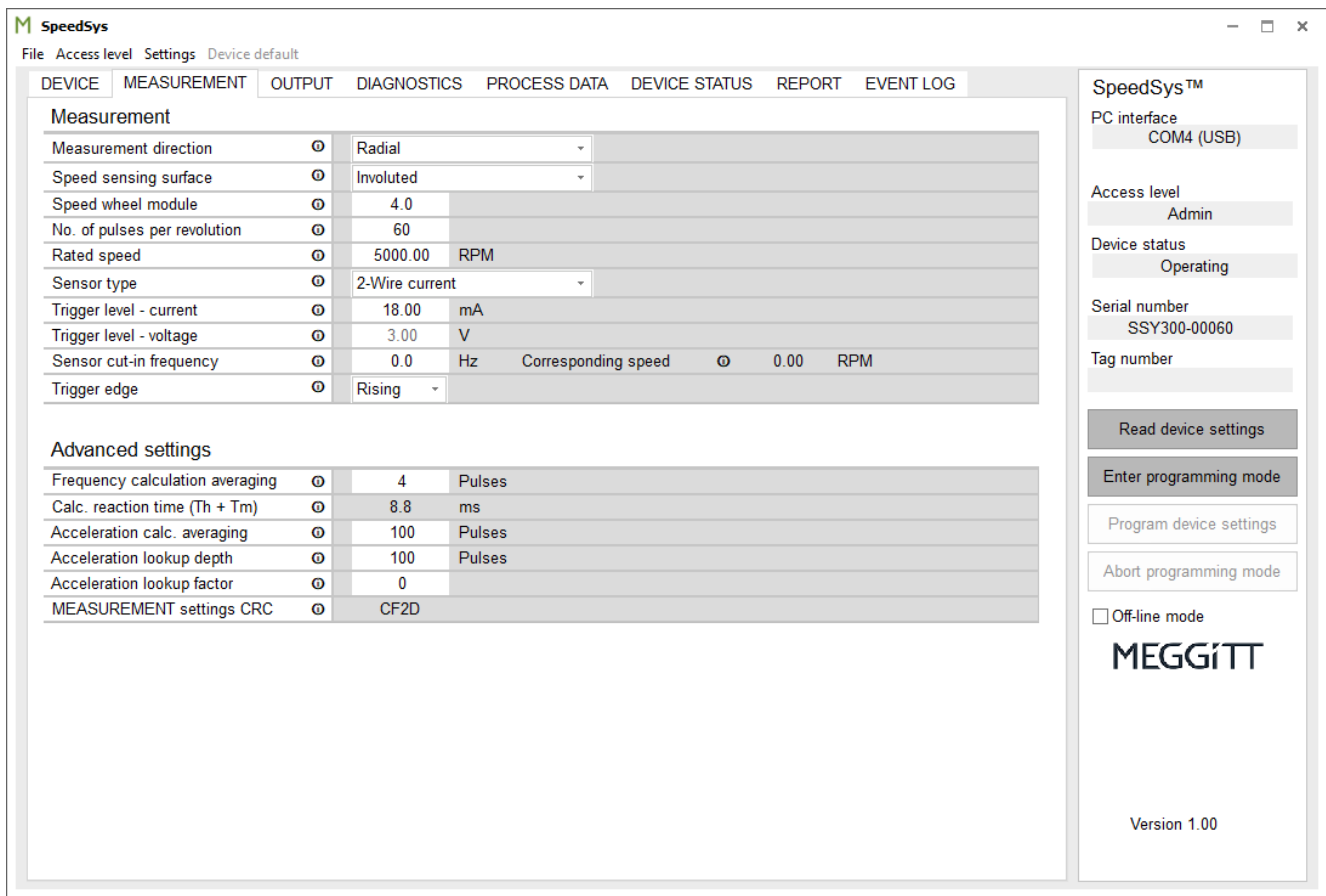 SpeedSys
File Access level Settings Device default
DEVICE MEASUREMENT OUTPUT DIAGNOSTICS PROCESS DATA DEVICE STATUS REPORT EVENT LOG
Measurement
Measurement direction Radial
Speed sensing surface Involuted
Speed wheel module 4.0
No. of pulses per revolution 60
Rated speed 5000.00 RPM
Sensor type 2-Wire current
Trigger level - current 18.00 mA
Trigger level - voltage 3.00 V
Sensor cut-in frequency 0.0 Hz Corresponding speed 0.00 RPM
Trigger edge Rising
Advanced settings
Frequency calculation averaging 4 Pulses
Calc. reaction time (Th + Tm) 8.8 ms
Acceleration calc. averaging 100 Pulses
Acceleration lookup depth 100 Pulses
Acceleration lookup factor 0
MEASUREMENT settings CRC CF2D
SpeedSys™
PC interface
COM4 (USB)
Access level
Admin
Device status
Operating
Serial number
SSY300-00060
Tag number
Read device settings
Enter programming mode
Program device settings
Abort programming mode
Off-line mode
MEGGiTT
Version 1.00